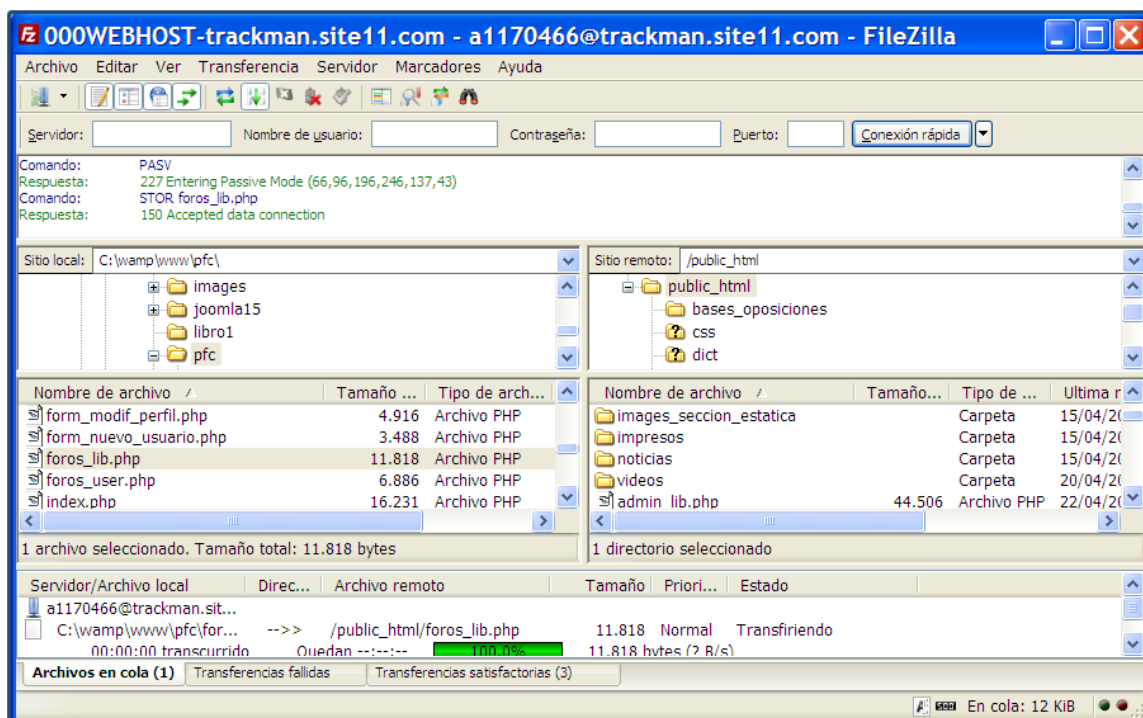 000WEBHOST-trackman.site11.com - a1170466@trackman.site11.com - FileZilla
Archivo Editar Ver Transferencia Servidor Marcadores Ayuda
Servidor: Nombre de usuario: Contraseña: Puerto: Conexión rápida
Comando: PASV
Respuesta: 227 Entering Passive Mode (66,96,196,246,137,43)
Comando: STOR foros_lib.php
Respuesta: 150 Accepted data connection
Sitio local: C:\wamp\www\pfc\
images
joomla15
libro1
pfc
Sitio remoto: /public_html
public_html
bases_oposiciones
css
dict
Nombre de archivo Tamaño ... Tipo de arch...
form_modif_perfil.php 4.916 Archivo PHP
form_nuevo_usuario.php 3.488 Archivo PHP
foros_lib.php 11.818 Archivo PHP
foros_user.php 6.886 Archivo PHP
index.php 16.231 Archivo PHP
1 archivo seleccionado. Tamaño total: 11.818 bytes
Nombre de archivo Tamaño... Tipo de ... Ultima
images_seccion_estatica Carpeta 15/04/20
impresos Carpeta 15/04/20
noticias Carpeta 15/04/20
videos Carpeta 20/04/20
admin_lib.php 44.506 Archivo PHP 22/04/20
1 directorio seleccionado
Servidor/Archivo local Direc... Archivo remoto Tamaño Priori... Estado
a1170466@trackman.sit...
C:\wamp\www\pfc\for... -->> /public_html/foros_lib.php 11.818 Normal Transfiriendo
00:00:00 transcurrido Quedan --:--:-- 100.0% 11.818 bytes (? B/s)
Archivos en cola (1) Transferencias fallidas Transferencias satisfactorias (3)
En cola: 12 KiB